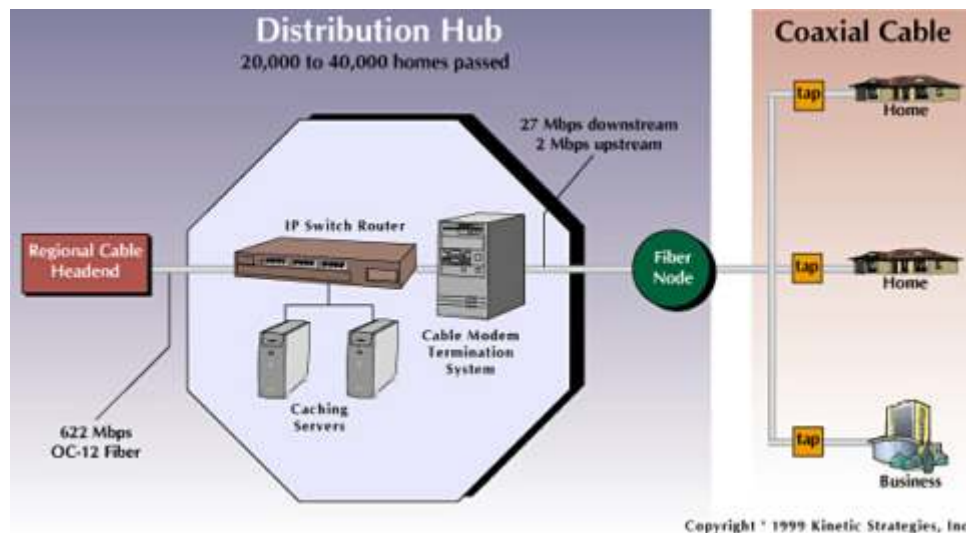 Distribution Hub
20,000 to 40,000 homes passed
Coaxial Cable
27 Mbps downstream
2 Mbps upstream
tap
Home
IP Switch Router
Regional Cable
Headend
Fiber
Node
tap
Home
Cable Modem
Termination
System
Caching
Servers
622 Mbps
OC-12 Fiber
tap
Business
Copyright * 1999 Kinetic Strategies, Inc